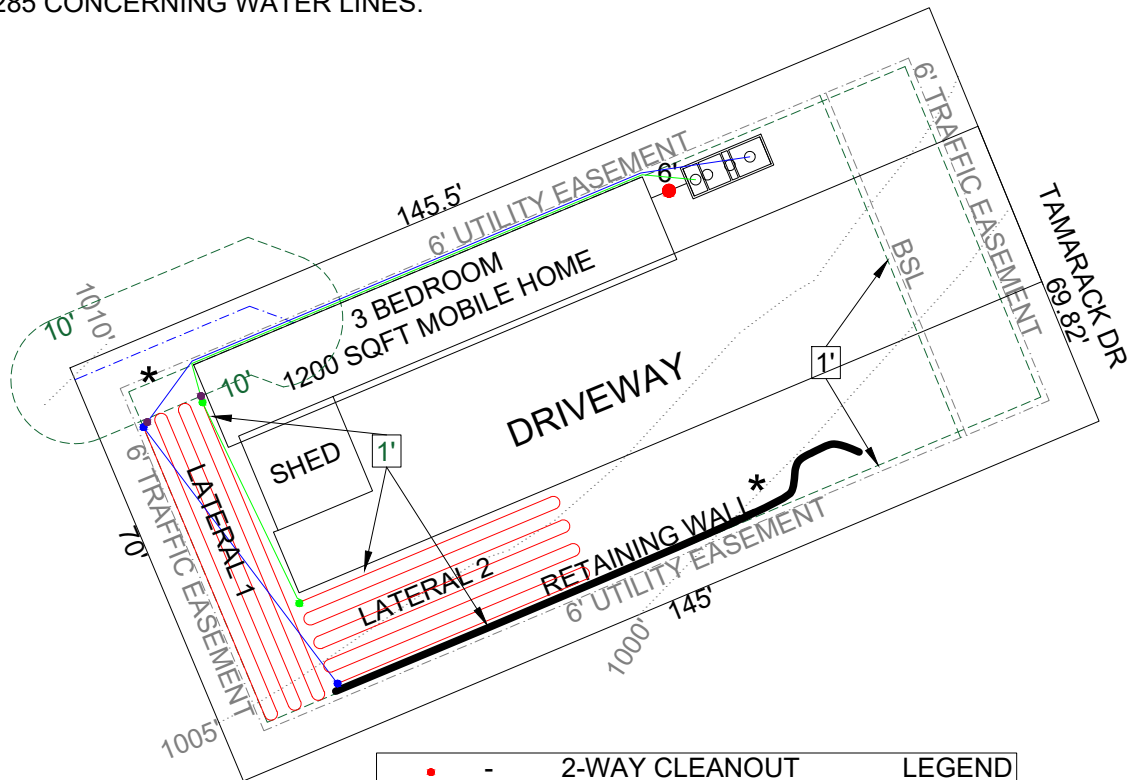 285 CONCERNING WATER LINES.
6' TRAFFIC EASEMENT
6'
145.5'
6' UTILITY EASEMENT
TAMARACK DR
69.82'
BSL
3 BEDROOM
1200 SQFT MOBILE HOME
1010'
10'
*
10'
DRIVEWAY
1'
SHED
1'
LATERAL 1
6' TRAFFIC EASEMENT
70'
LATERAL 2
RETAINING WALL
*
6' UTILITY EASEMENT
145'
1000'
1005'
- 2-WAY CLEANOUT LEGEND